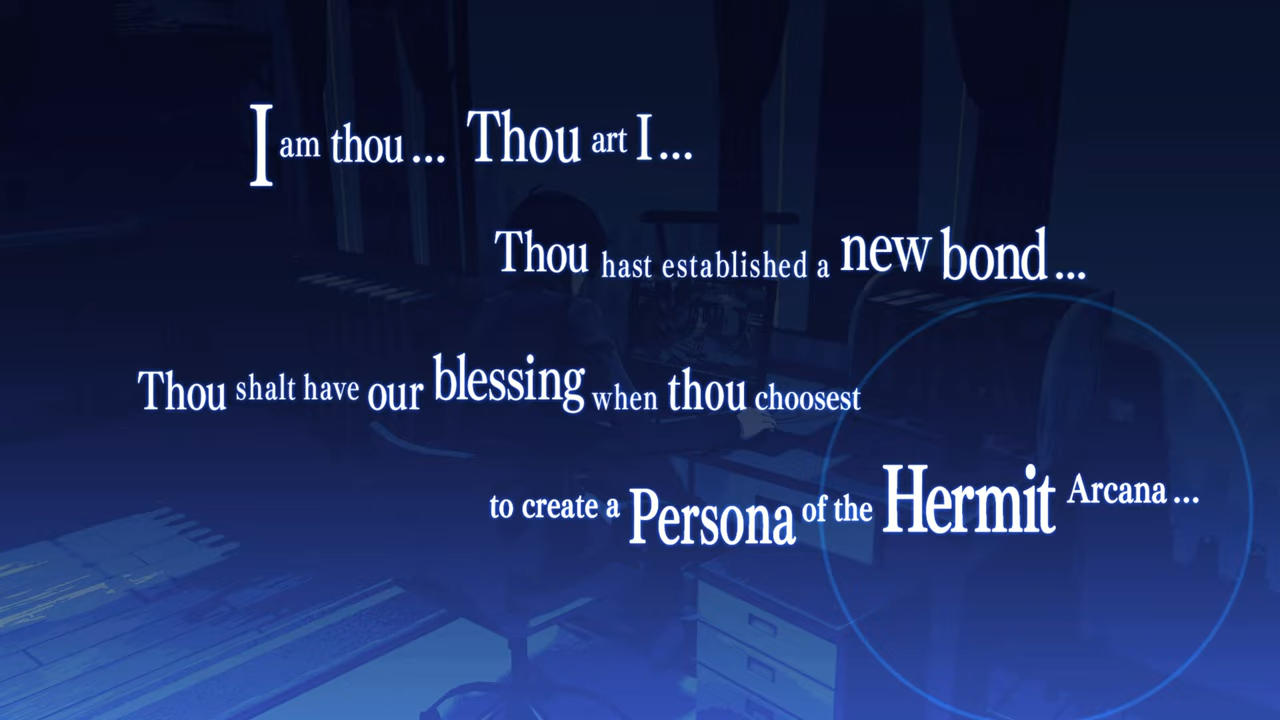 I am thou... Thou art I...
Thou hast established a new bond...
Thou shalt have our blessing when thou choosest
to create a Persona of the Hermit Arcana...